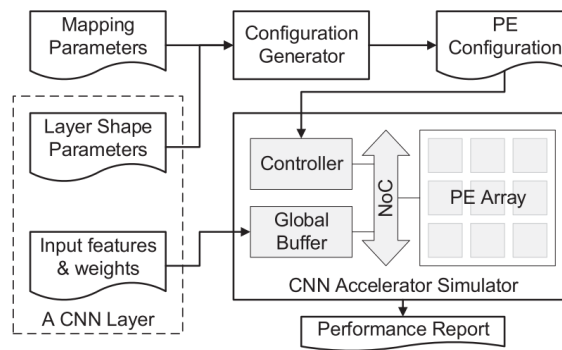 Mapping
Parameters
Configuration
Generator
PE
Configuration
Layer Shape
Parameters
Controller
NoC
PE Array
Input features
& weights
Global
Buffer
CNN Accelerator Simulator
A CNN Layer
Performance Report